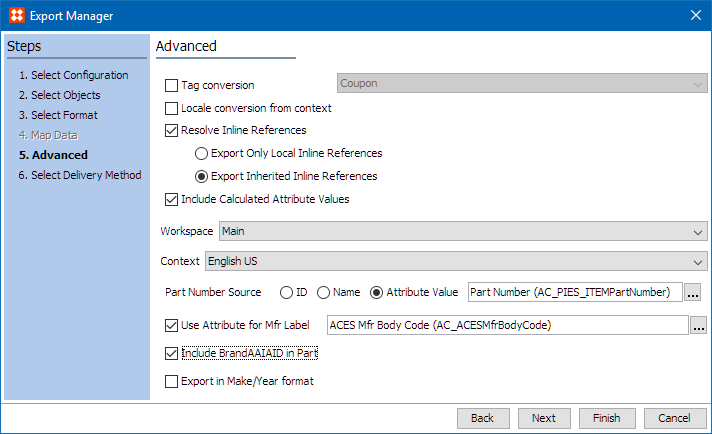 Export Manager
Steps
1. Select Configuration
2. Select Objects
3. Select Format
4. Map Data
5. Advanced
6. Select Delivery Method
Advanced
Tag conversion Coupon
Locale conversion from context
Resolve Inline References
Export Only Local Inline References
Export Inherited Inline References
Include Calculated Attribute Values
Workspace Main
Context English US
Part Number Source ID Name Attribute Value Part Number (AC_PIES_ITEMPartNumber) ...
Use Attribute for Mfr Label ACES Mfr Body Code (AC_ACESMfrBodyCode) ...
Include BrandAAIAID in Part
Export in Make/Year format
Back Next Finish Cancel